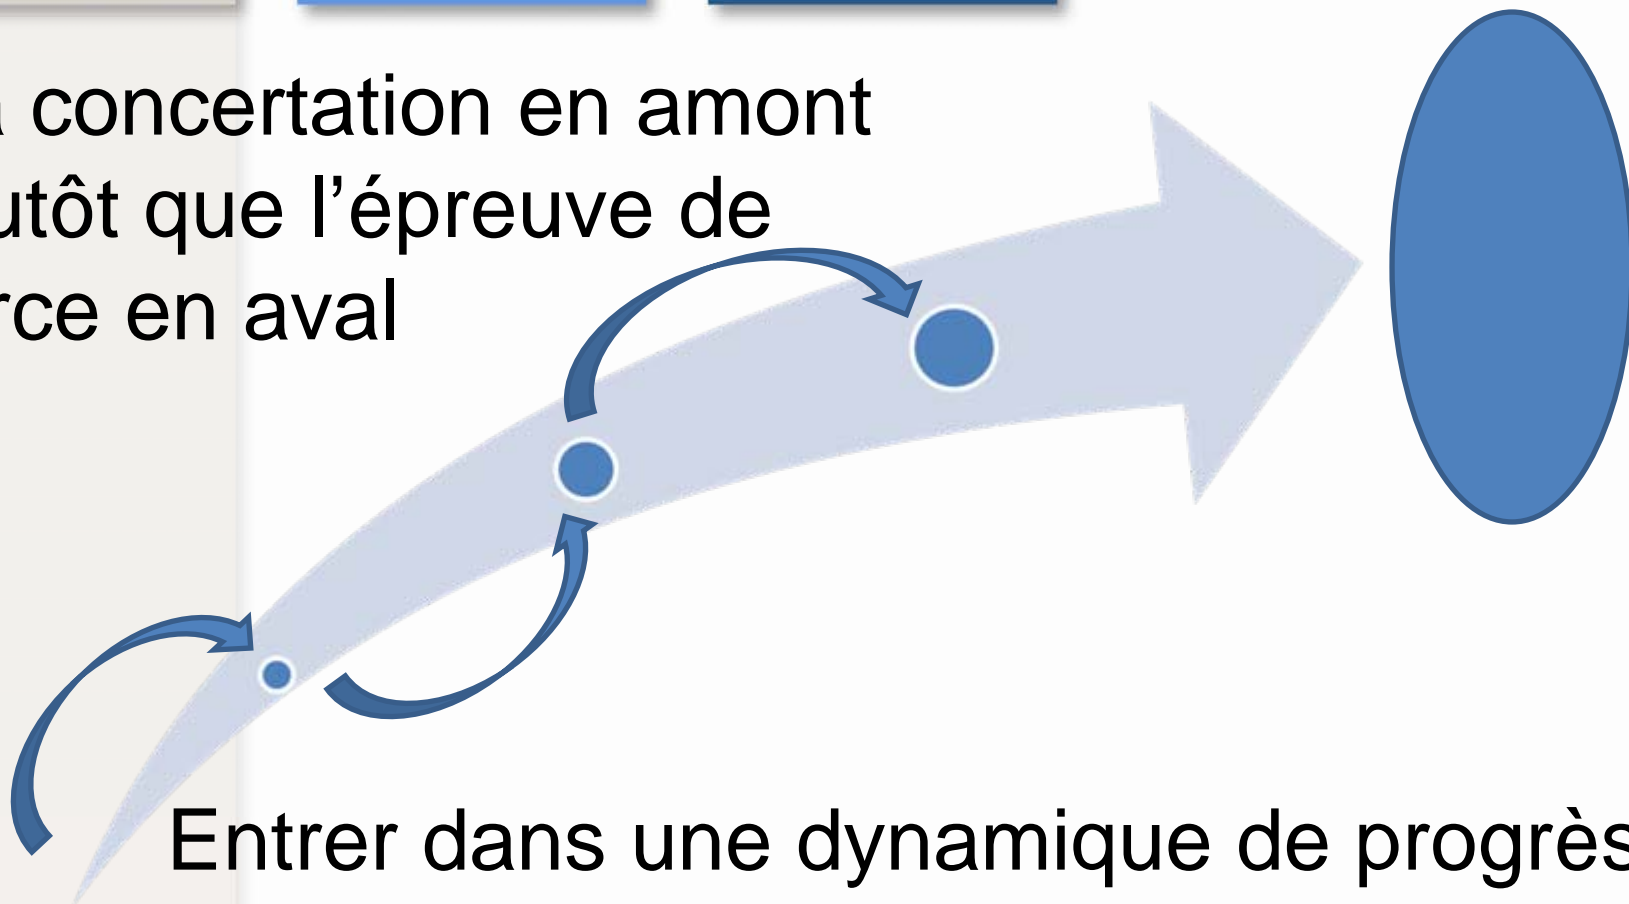 a concertation en amont
utôt que l’épreuve de
rce en aval
Entrer dans une dynamique de progrès